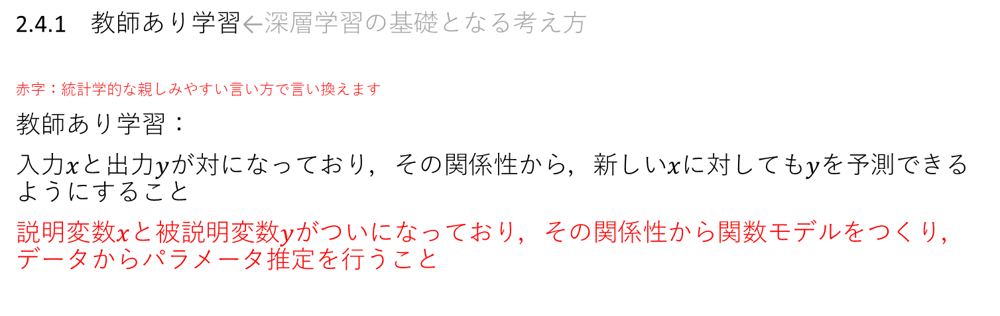 2.4.1　教師あり学習←深層学習の基礎となる考え方
赤字：統計学的な親しみやすい言い方で言い換えます
教師あり学習：
入力xと出力yが対になっており，その関係性から，新しいxに対してもyを予測できる
ようにすること
説明変数xと被説明変数yがついになっており，その関係性から関数モデルをつくり，
データからパラメータ推定を行うこと